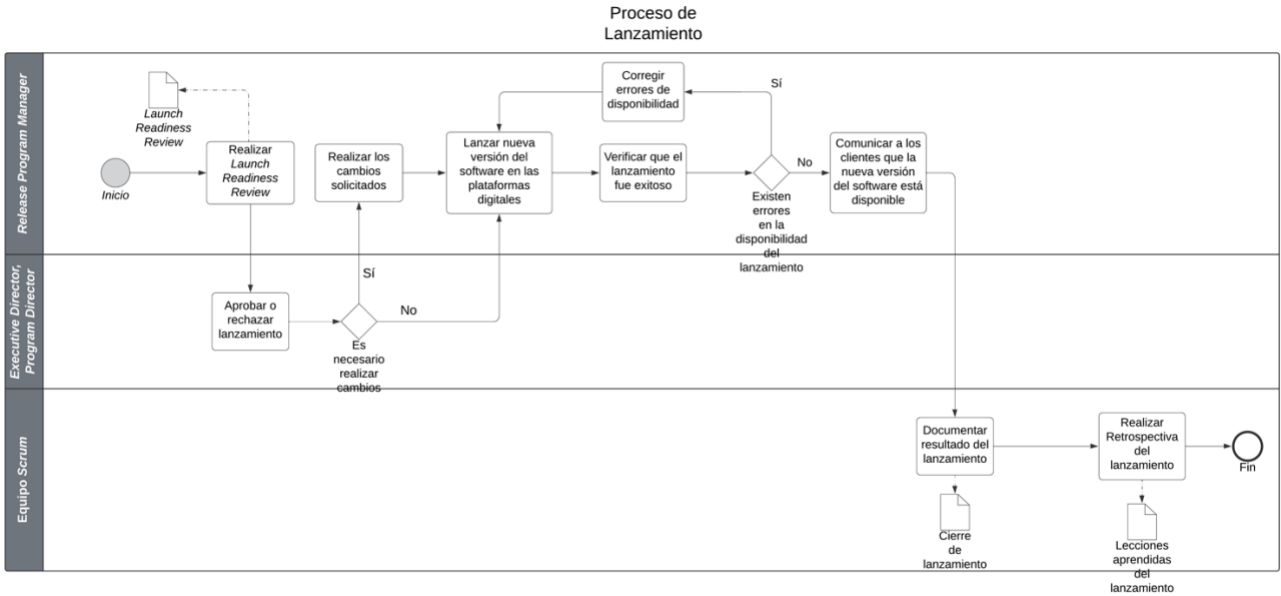 Proceso de
Lanzamiento
Release Program Manager
Launch
Readiness
Review
Inicio
Realizar
Launch
Readiness
Review
Realizar los
cambios
solicitados
Lanzar nueva
versión del
software en las
plataformas
digitales
Corregir
errores de
disponibilidad
Verificar que el
lanzamiento
fue exitoso
Sí
No
Existen
errores
en la
disponibilidad
del
lanzamiento
Comunicar a los
clientes que la
nueva versión
del software está
disponible
Executive Director,
Program Director
Aprobar o
rechazar
lanzamiento
Sí
No
Es
necesario
realizar
cambios
Equipo Scrum
Documentar
resultado del
lanzamiento
Cierre
de
lanzamiento
Realizar
Retrospectiva
del
lanzamiento
Lecciones
aprendidas
del
lanzamiento
Fin